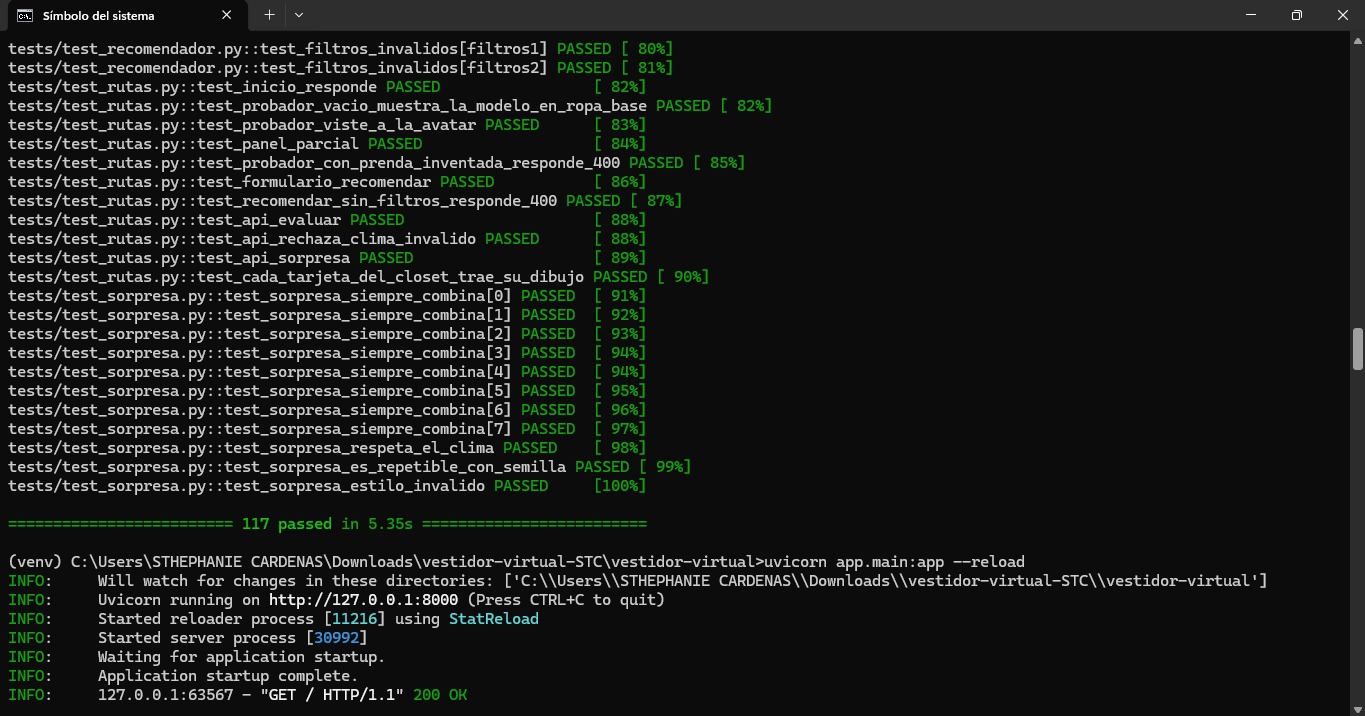 Símbolo del sistema
tests/test_recomendador.py::test_filtros_invalidos[filtros1] PASSED [ 80%]
tests/test_recomendador.py::test_filtros_invalidos[filtros2] PASSED [ 81%]
tests/test_rutas.py::test_inicio_responde PASSED [ 82%]
tests/test_rutas.py::test_probador_vacio_muestra_la_modelo_en_ropa_base PASSED [ 82%]
tests/test_rutas.py::test_probador_viste_a_la_avatar PASSED [ 83%]
tests/test_rutas.py::test_panel_parcial PASSED [ 84%]
tests/test_rutas.py::test_probador_con_prenda_inventada_responde_400 PASSED [ 85%]
tests/test_rutas.py::test_formulario_recomendar PASSED [ 86%]
tests/test_rutas.py::test_recomendar_sin_filtros_responde_400 PASSED [ 87%]
tests/test_rutas.py::test_api_evaluar PASSED [ 88%]
tests/test_rutas.py::test_api_rechaza_clima_invalido PASSED [ 88%]
tests/test_rutas.py::test_api_sorpresa PASSED [ 89%]
tests/test_rutas.py::test_cada_tarjeta_del_closet_trae_su_dibujo PASSED [ 90%]
tests/test_sorpresa.py::test_sorpresa_siempre_combina[0] PASSED [ 91%]
tests/test_sorpresa.py::test_sorpresa_siempre_combina[1] PASSED [ 92%]
tests/test_sorpresa.py::test_sorpresa_siempre_combina[2] PASSED [ 93%]
tests/test_sorpresa.py::test_sorpresa_siempre_combina[3] PASSED [ 94%]
tests/test_sorpresa.py::test_sorpresa_siempre_combina[4] PASSED [ 94%]
tests/test_sorpresa.py::test_sorpresa_siempre_combina[5] PASSED [ 95%]
tests/test_sorpresa.py::test_sorpresa_siempre_combina[6] PASSED [ 96%]
tests/test_sorpresa.py::test_sorpresa_siempre_combina[7] PASSED [ 97%]
tests/test_sorpresa.py::test_sorpresa_respeta_el_clima PASSED [ 98%]
tests/test_sorpresa.py::test_sorpresa_es_repetible_con_semilla PASSED [ 99%]
tests/test_sorpresa.py::test_sorpresa_estilo_invalido PASSED [100%]
========================= 117 passed in 5.35s =========================
(venv) C:\Users\STHEPHANIE CARDENAS\Downloads\vestidor-virtual-STC\vestidor-virtual>uvicorn app.main:app --reload
INFO: Will watch for changes in these directories: ['C:\\Users\\STHEPHANIE CARDENAS\\Downloads\\vestidor-virtual-STC\\vestidor-virtual']
INFO: Uvicorn running on http://127.0.0.1:8000 (Press CTRL+C to quit)
INFO: Started reloader process [11216] using StatReload
INFO: Started server process [30992]
INFO: Waiting for application startup.
INFO: Application startup complete.
INFO: 127.0.0.1:63567 - "GET / HTTP/1.1" 200 OK